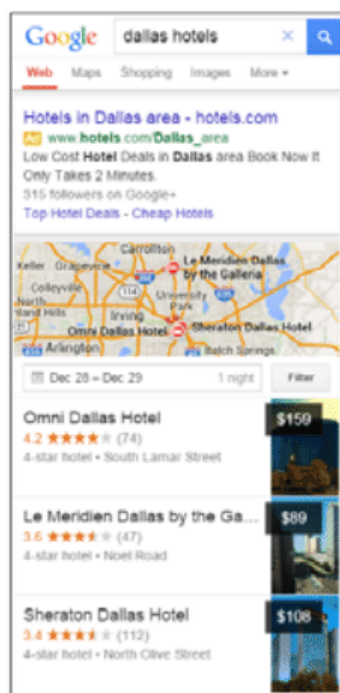 Google dallas hotels ×
Web Maps Shopping Images More
Hotels in Dallas area - hotels.com
Ad www.hotels.com/Dallas_area
Low Cost Hotel Deals in Dallas area Book Now It
Only Takes 2 Minutes.
315 followers on Google+
Top Hotel Deals - Cheap Hotels
Carrollton
Keller Grapevine Le Meridien Dallas
by the Galleria
Colleyville
114 University
Park
North
Irving
Omni Dallas Hotel Sheraton Dallas Hotel
Arlington Balch Springs
Dec 28 – Dec 29 1 night Filter
Omni Dallas Hotel $159
4.2 ★★★★★ (74)
4-star hotel • South Lamar Street
Le Meridien Dallas by the Ga... $89
3.6 ★★★★★ (47)
4-star hotel • Noel Road
Sheraton Dallas Hotel $108
3.4 ★★★★★ (112)
4-star hotel • North Olive Street